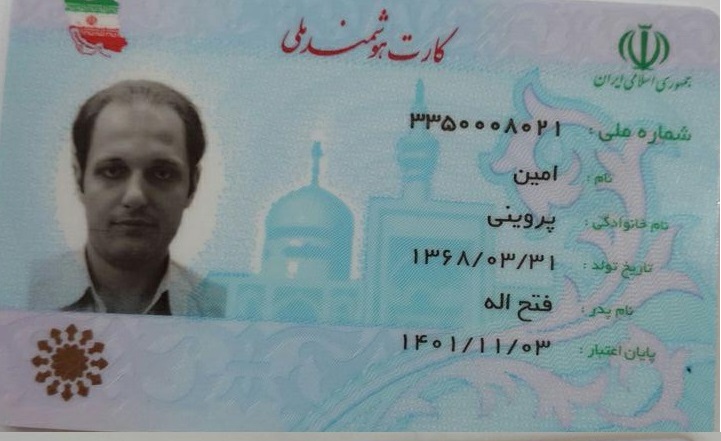 کارت هوشمند ملی
جمهوری اسلامی ایران
شماره ملی: ۳۳۵۰۰۰۸۰۲۱
نام: امین
نام خانوادگی: پروینی
تاریخ تولد: ۱۳۶۸/۰۳/۳۱
نام پدر: فتح اله
پایان اعتبار: ۱۴۰۱/۱۱/۰۳